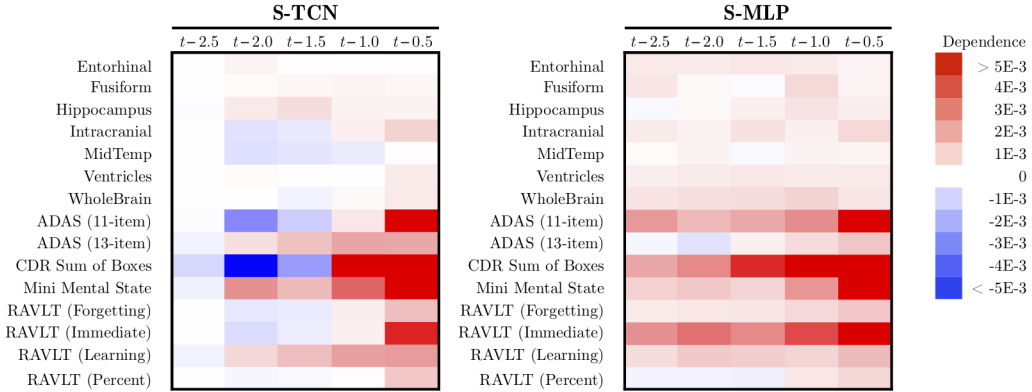 S-TCN
S-MLP
t−2.5 t−2.0 t−1.5 t−1.0 t−0.5
t−2.5 t−2.0 t−1.5 t−1.0 t−0.5
Dependence
Entorhinal
Fusiform
Hippocampus
Intracranial
MidTemp
Ventricles
WholeBrain
ADAS (11-item)
ADAS (13-item)
CDR Sum of Boxes
Mini Mental State
RAVLT (Forgetting)
RAVLT (Immediate)
RAVLT (Learning)
RAVLT (Percent)
Entorhinal
Fusiform
Hippocampus
Intracranial
MidTemp
Ventricles
WholeBrain
ADAS (11-item)
ADAS (13-item)
CDR Sum of Boxes
Mini Mental State
RAVLT (Forgetting)
RAVLT (Immediate)
RAVLT (Learning)
RAVLT (Percent)
> 5E-3
4E-3
3E-3
2E-3
1E-3
0
-1E-3
-2E-3
-3E-3
-4E-3
< -5E-3